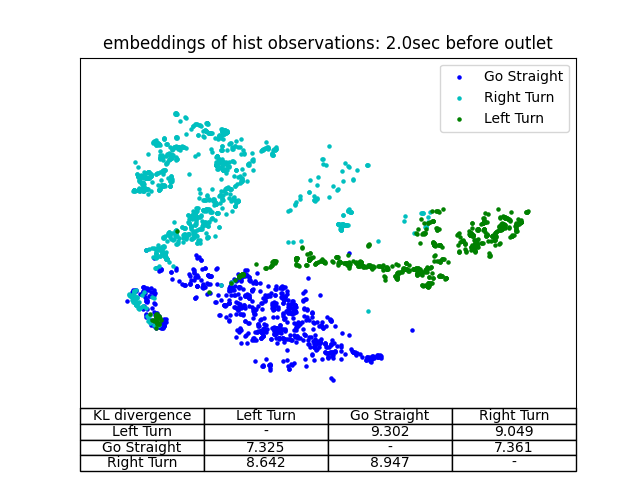 embeddings of hist observations: 2.0sec before outlet
Go Straight
Right Turn
Left Turn
KL divergence Left Turn Go Straight Right Turn
Left Turn - 9.302 9.049
Go Straight 7.325 - 7.361
Right Turn 8.642 8.947 -